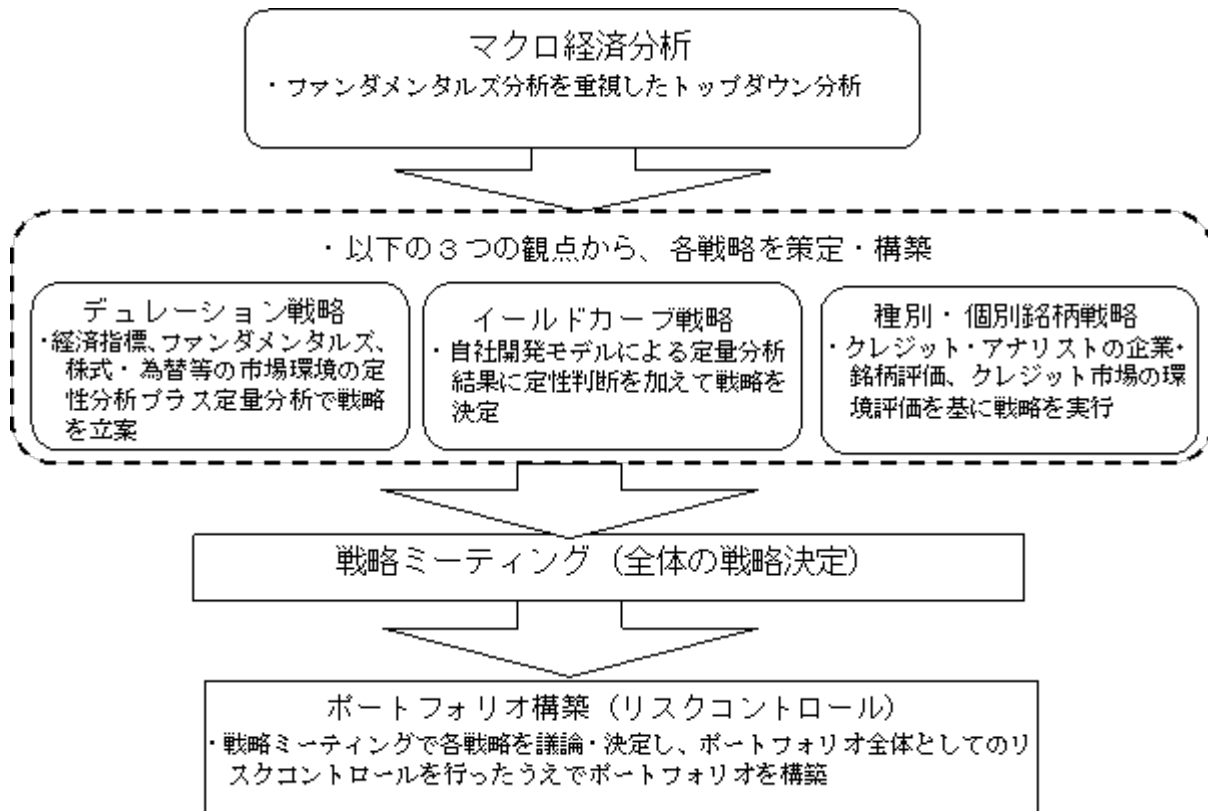 マクロ経済分析
・ファンダメンタルズ分析を重視したトップダウン分析
・以下の３つの観点から、各戦略を策定・構築
デュレーション戦略
・経済指標、ファンダメンタルズ、
株式・為替等の市場環境の定
性分析プラス定量分析で戦略
を立案
イールドカーブ戦略
・自社開発モデルによる定量分析
結果に定性判断を加えて戦略を
決定
種別・個別銘柄戦略
・クレジット・アナリストの企業・
銘柄評価、クレジット市場の環
境評価を基に戦略を実行
戦略ミーティング（全体の戦略決定）
ポートフォリオ構築（リスクコントロール）
・戦略ミーティングで各戦略を議論・決定し、ポートフォリオ全体としてのリ
スクコントロールを行ったうえでポートフォリオを構築